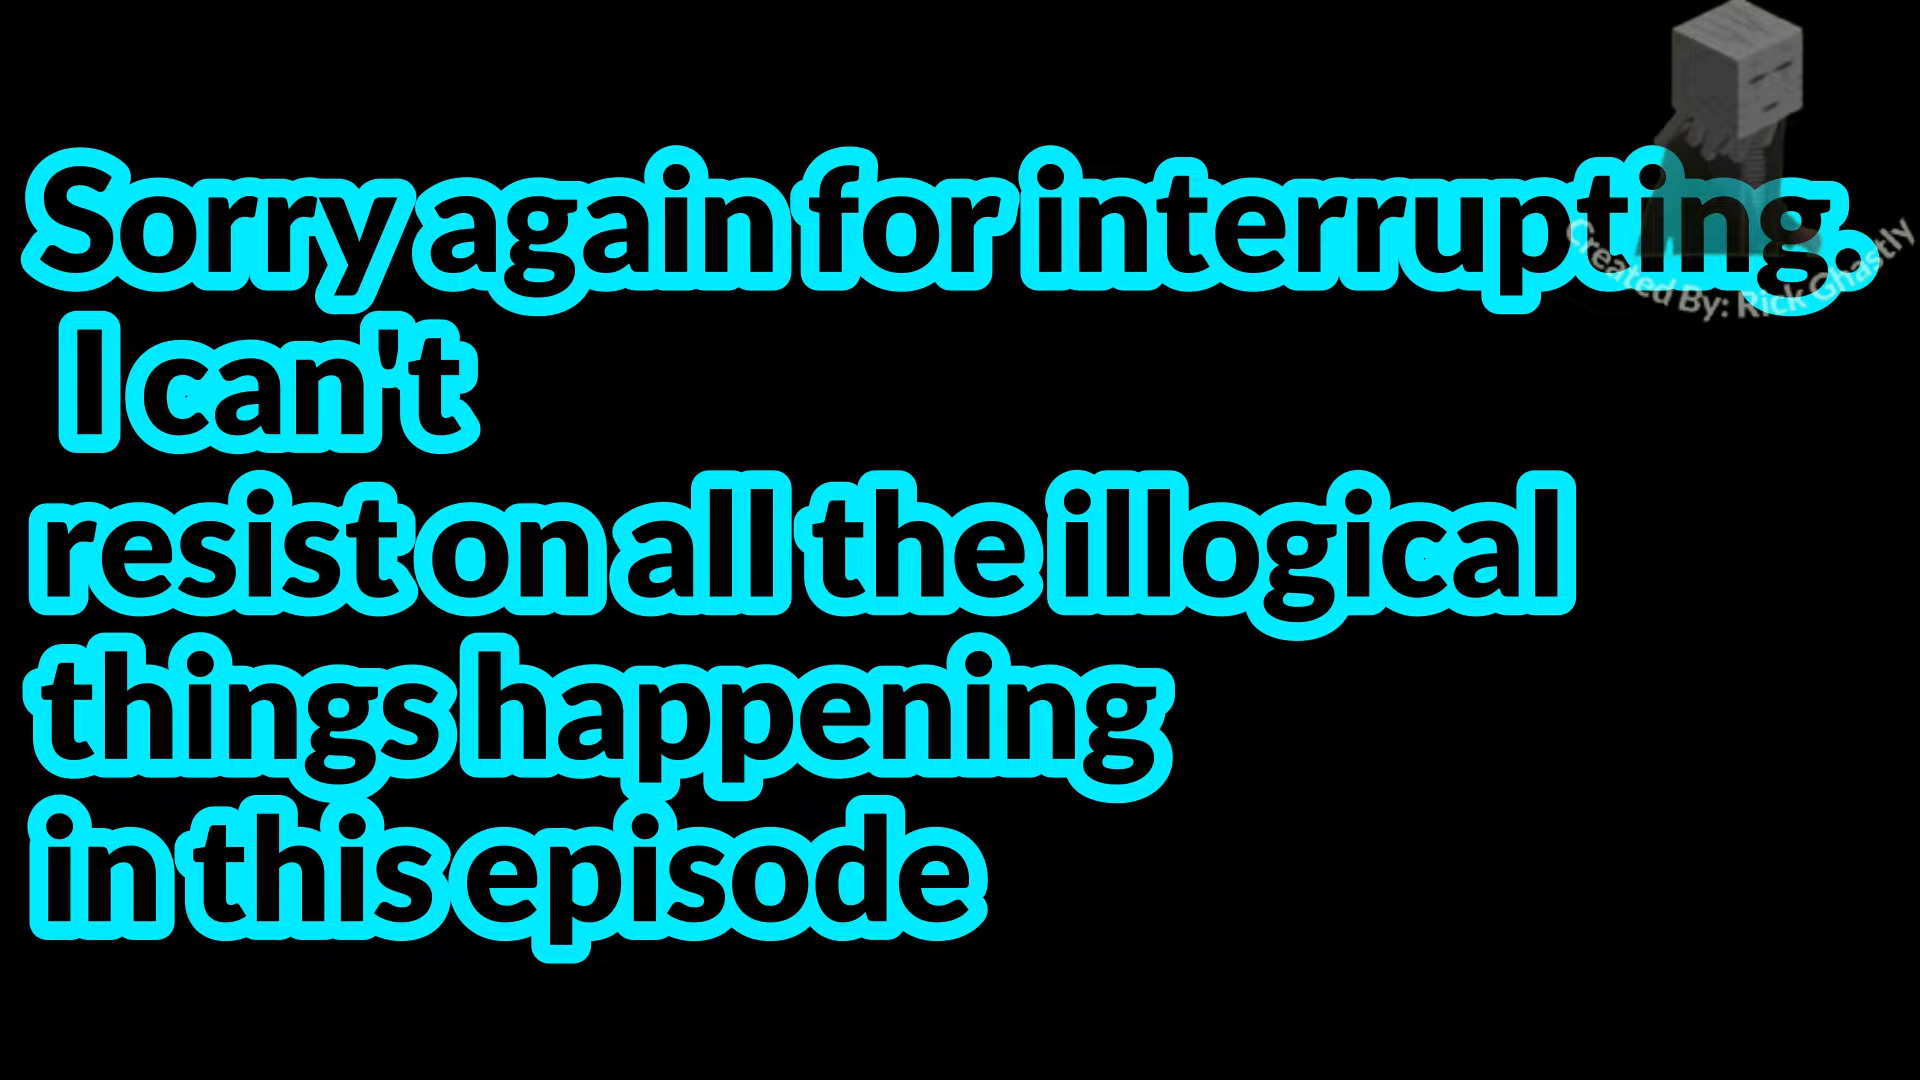 Sorry again for interrupting.
I can't
resist on all the illogical
things happening
in this episode
Created By: Rick Ghastly